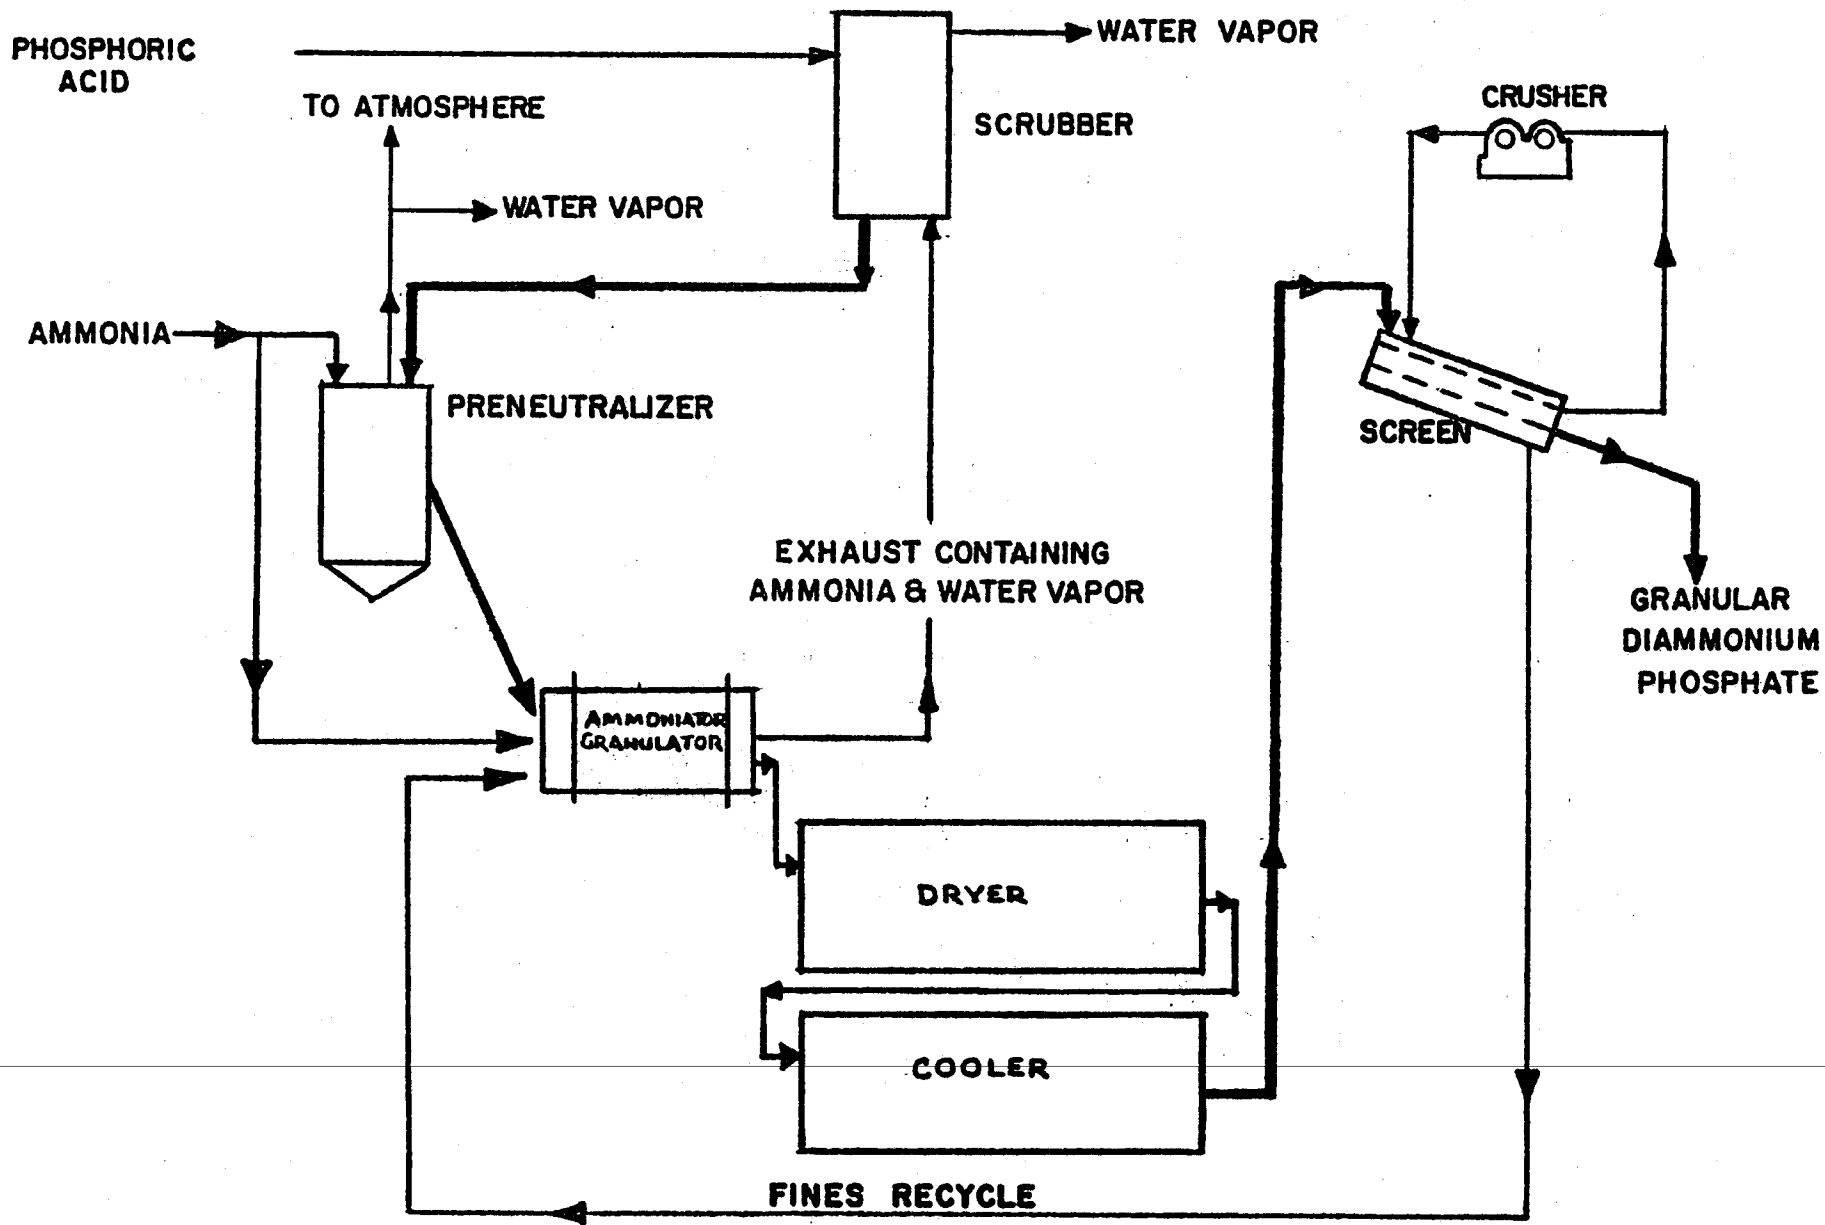 PHOSPHORIC
ACID
WATER VAPOR
TO ATMOSPHERE
SCRUBBER
CRUSHER
WATER VAPOR
AMMONIA
PRENEUTRALIZER
SCREEN
EXHAUST CONTAINING
AMMONIA & WATER VAPOR
GRANULAR
DIAMMONIUM
PHOSPHATE
AMMONIATOR
GRANULATOR
DRYER
COOLER
FINES RECYCLE